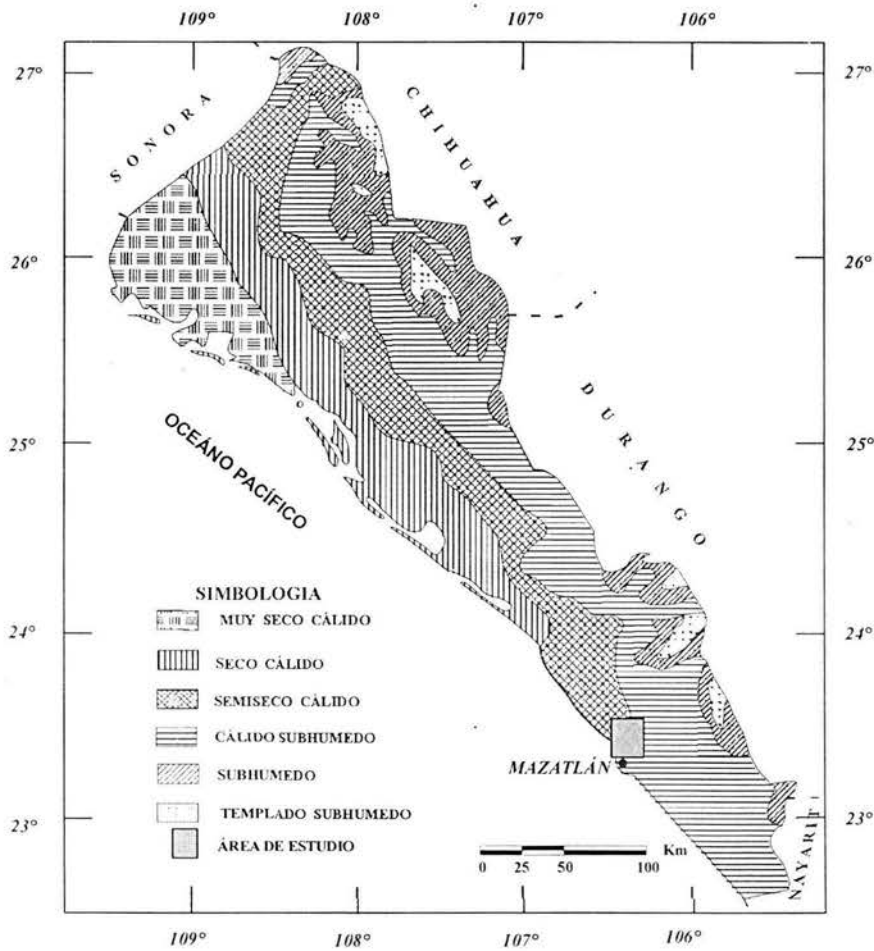 109° 108° 107° 106°
27° 27°
SONORA
CHIHUAHUA
26° 26°
DURANGO
25° 25°
OCEÁNO PACÍFICO
24° 24°
SIMBOLOGIA
MUY SECO CÁLIDO
SECO CÁLIDO
SEMISECO CÁLIDO
CÁLIDO SUBHUMEDO
SUBHUMEDO
TEMPLADO SUBHUMEDO
ÁREA DE ESTUDIO
MAZATLÁN
23° 23°
NAYARIT
Km
0 25 50 100
109° 108° 107° 106°